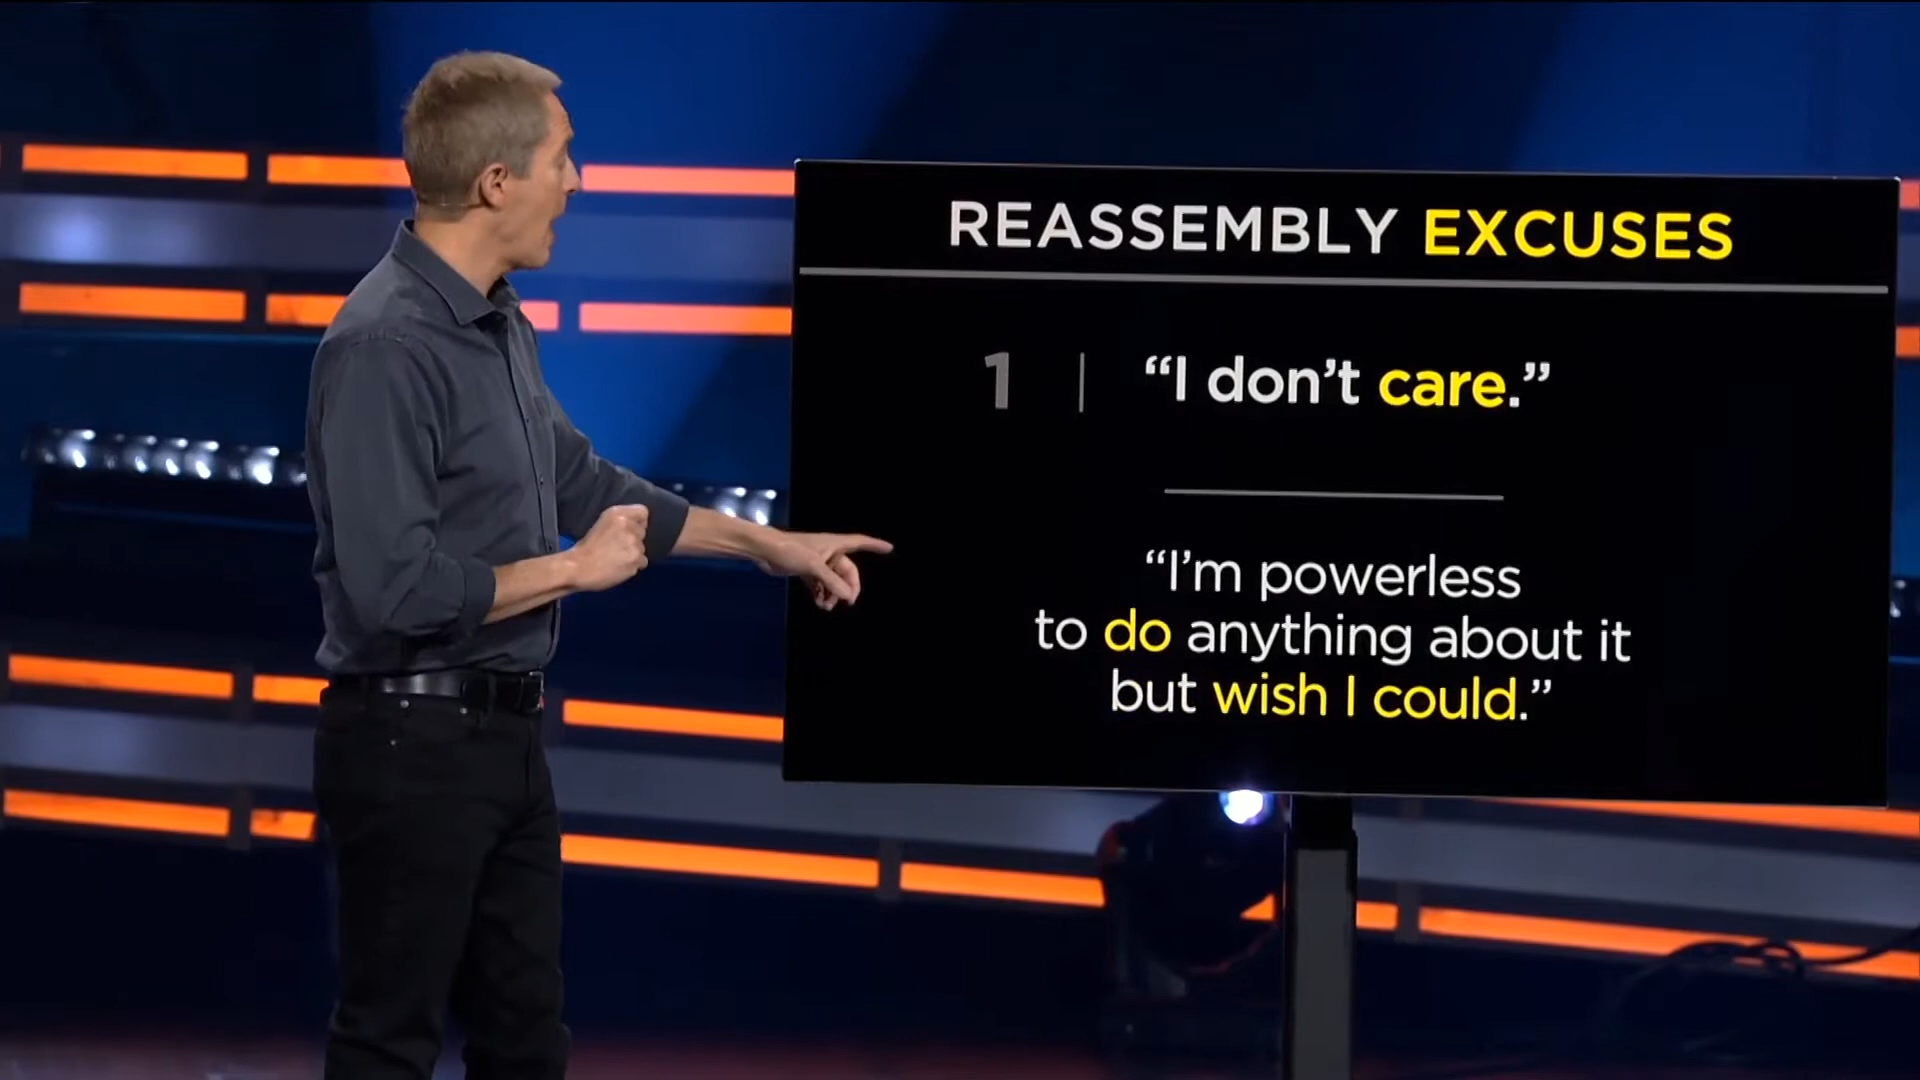 REASSEMBLY EXCUSES
1 | “I don’t care.”
“I’m powerless
to do anything about it
but wish I could.”